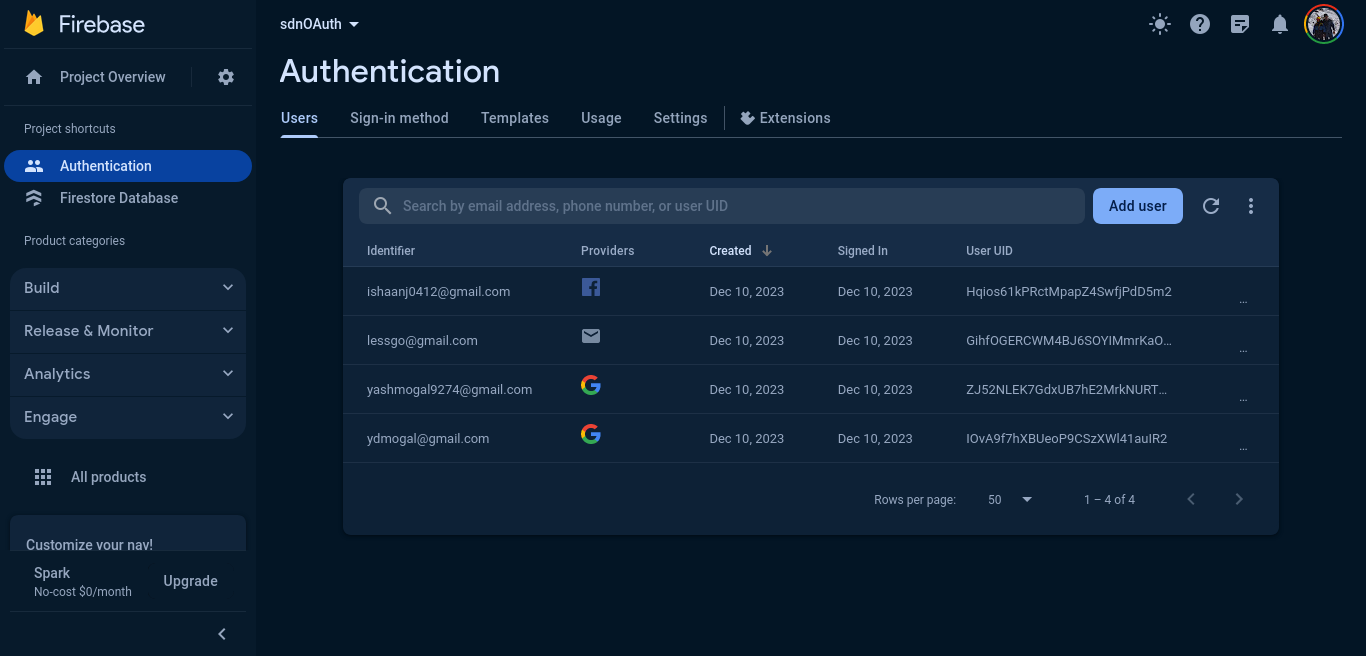 Firebase
sdnOAuth
Project Overview
Authentication
Project shortcuts
Users Sign-in method Templates Usage Settings Extensions
Authentication
Firestore Database
Product categories
Build
Release & Monitor
Analytics
Engage
All products
Customize your nav!
Spark
No-cost $0/month
Upgrade
Search by email address, phone number, or user UID
Add user
Identifier Providers Created Signed In User UID
ishaanj0412@gmail.com Dec 10, 2023 Dec 10, 2023 Hqios61kPRctMpapZ4SwfjPdD5m2 ...
lessgo@gmail.com Dec 10, 2023 Dec 10, 2023 GihfOGERCWM4BJ6SOYIMmrKaO... ...
yashmogal9274@gmail.com Dec 10, 2023 Dec 10, 2023 ZJ52NLEK7GdxUB7hE2MrkNURT... ...
ydmogal@gmail.com Dec 10, 2023 Dec 10, 2023 IOvA9f7hXBUeoP9CSzXWl41auIR2 ...
Rows per page: 50 1 – 4 of 4